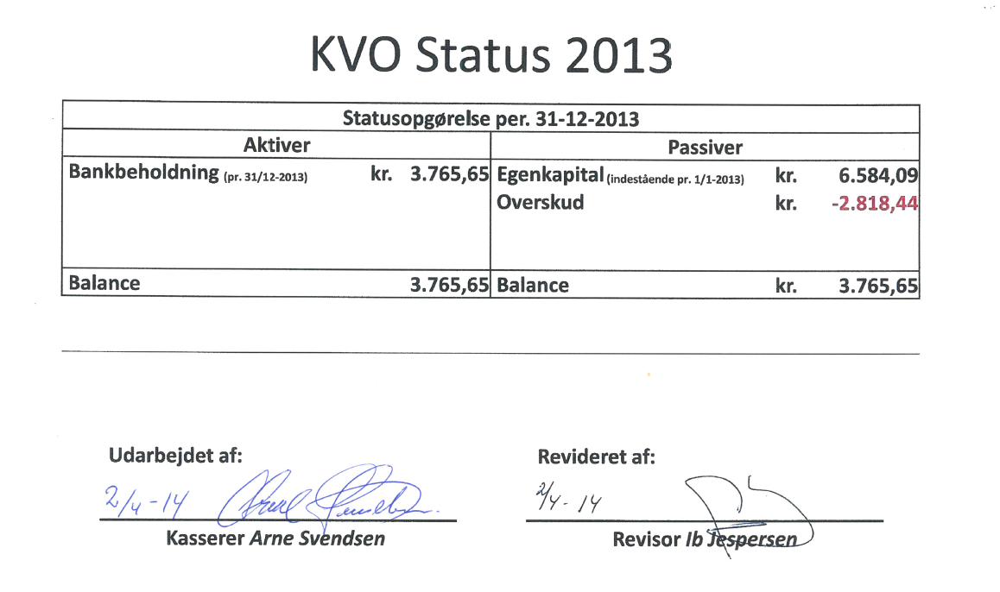 KVO Status 2013
Statusopgørelse per. 31-12-2013
Aktiver Passiver
Bankbeholdning (pr. 31/12-2013) kr. 3.765,65 Egenkapital (indestående pr. 1/1-2013) kr. 6.584,09
Overskud kr. -2.818,44
Balance 3.765,65 Balance kr. 3.765,65
Udarbejdet af: Revideret af:
2/4-14 2/4-14
Kasserer Arne Svendsen Revisor Ib Jespersen